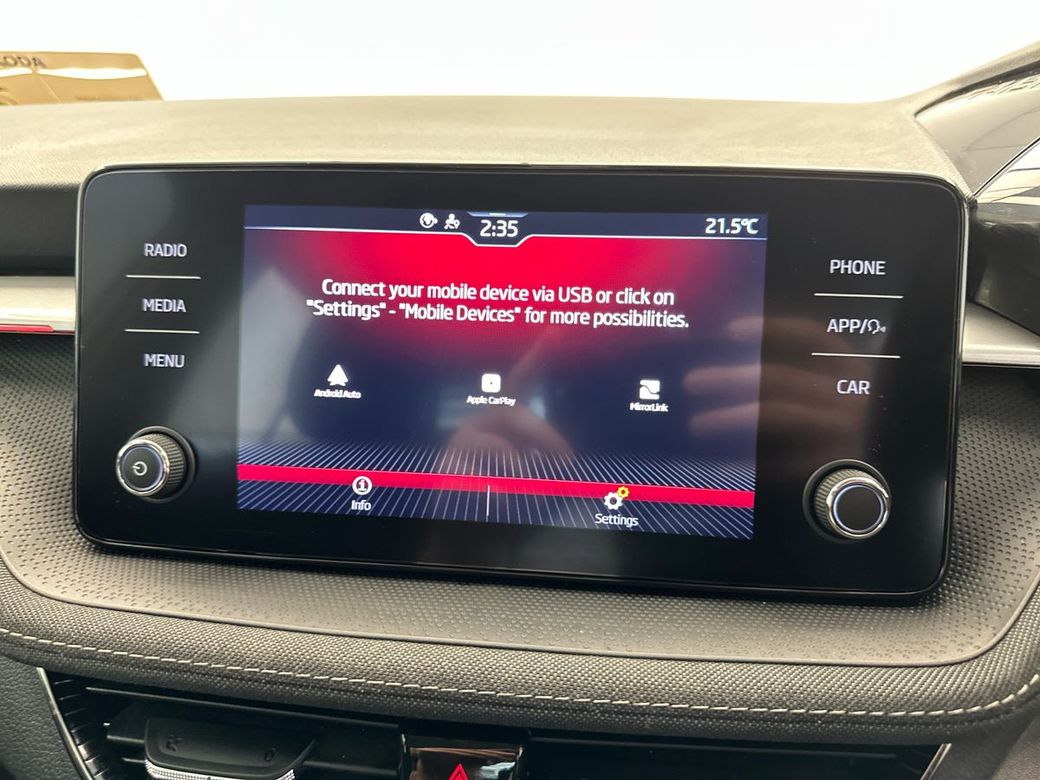 RADIO
MEDIA
MENU
2:35
21.5°C
Connect your mobile device via USB or click on
"Settings" - "Mobile Devices" for more possibilities.
Android Auto
Apple CarPlay
MirrorLink
Info
Settings
PHONE
APP/
CAR